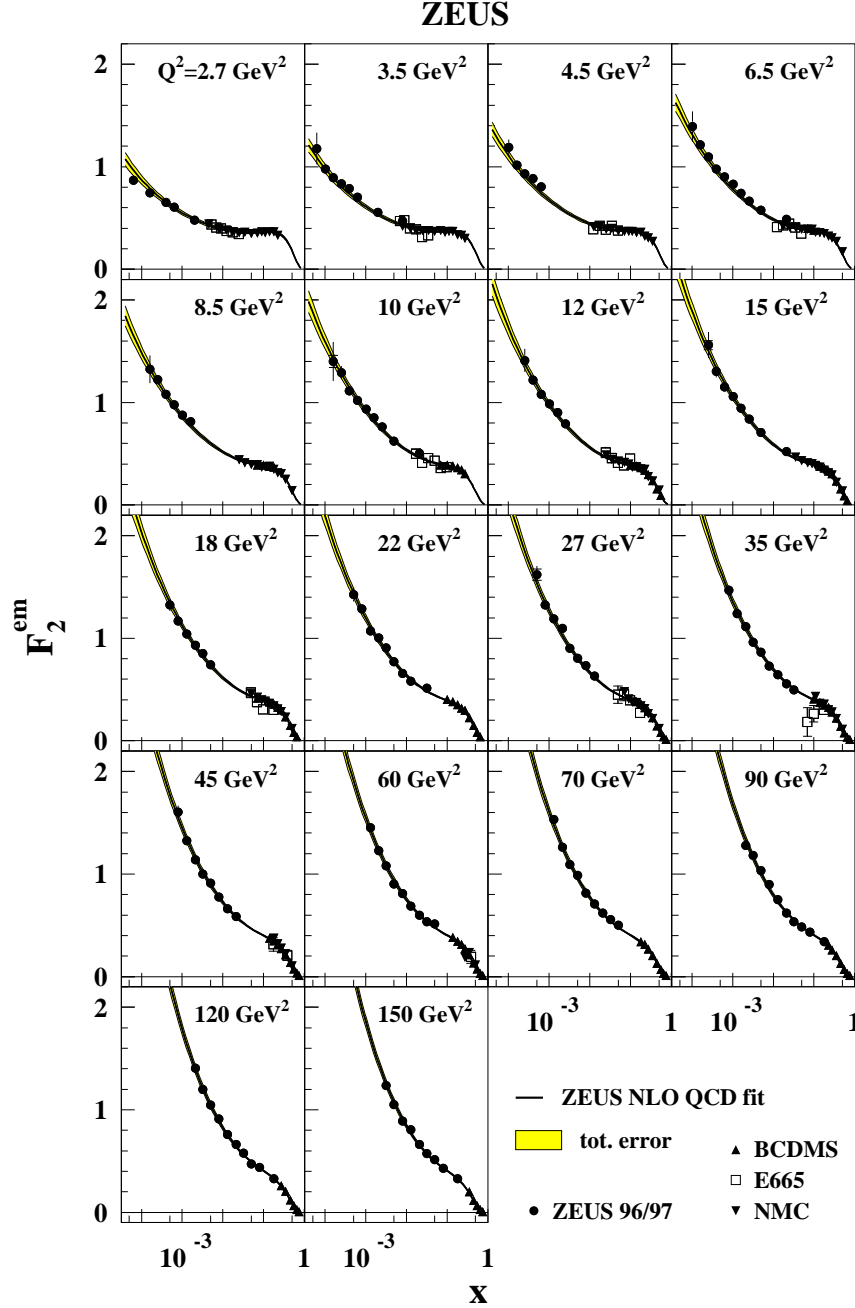 ZEUS
2
Q²=2.7 GeV²
3.5 GeV²
4.5 GeV²
6.5 GeV²
1
0
2
8.5 GeV²
10 GeV²
12 GeV²
15 GeV²
1
0
2
18 GeV²
22 GeV²
27 GeV²
35 GeV²
F₂ᵉᵐ
1
0
2
45 GeV²
60 GeV²
70 GeV²
90 GeV²
1
0
2
120 GeV²
150 GeV²
10⁻³
1
10⁻³
1
1
ZEUS NLO QCD fit
tot. error
BCDMS
E665
0
ZEUS 96/97
NMC
10⁻³
1
10⁻³
1
x